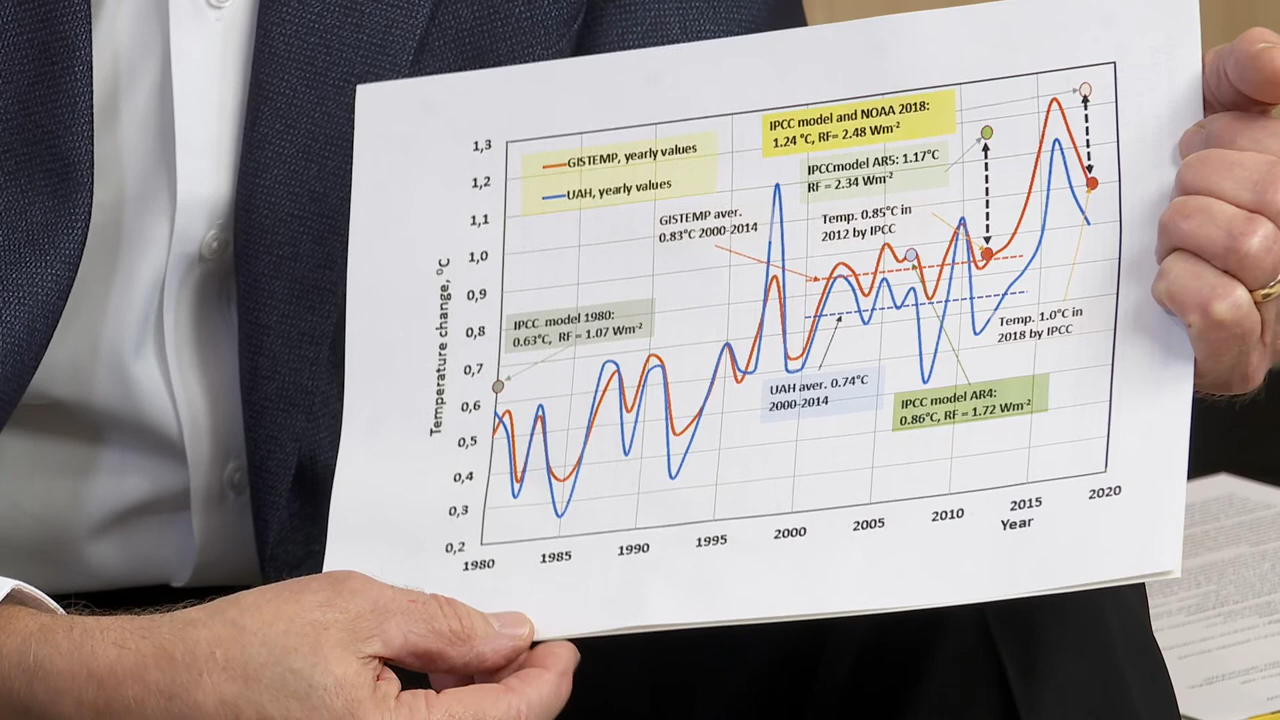 IPCC model and NOAA 2018:
1.24 °C, RF= 2.48 Wm⁻²
GISTEMP, yearly values
UAH, yearly values
IPCCmodel AR5: 1.17°C
RF = 2.34 Wm⁻²
GISTEMP aver.
0.83°C 2000-2014
Temp. 0.85°C in
2012 by IPCC
IPCC model 1980:
0.63°C, RF = 1.07 Wm⁻²
Temp. 1.0°C in
2018 by IPCC
UAH aver. 0.74°C
2000-2014
IPCC model AR4:
0.86°C, RF = 1.72 Wm⁻²
Temperature change, °C
1,3
1,2
1,1
1,0
0,9
0,8
0,7
0,6
0,5
0,4
0,3
0,2
1980 1985 1990 1995 2000 2005 2010 2015 2020
Year